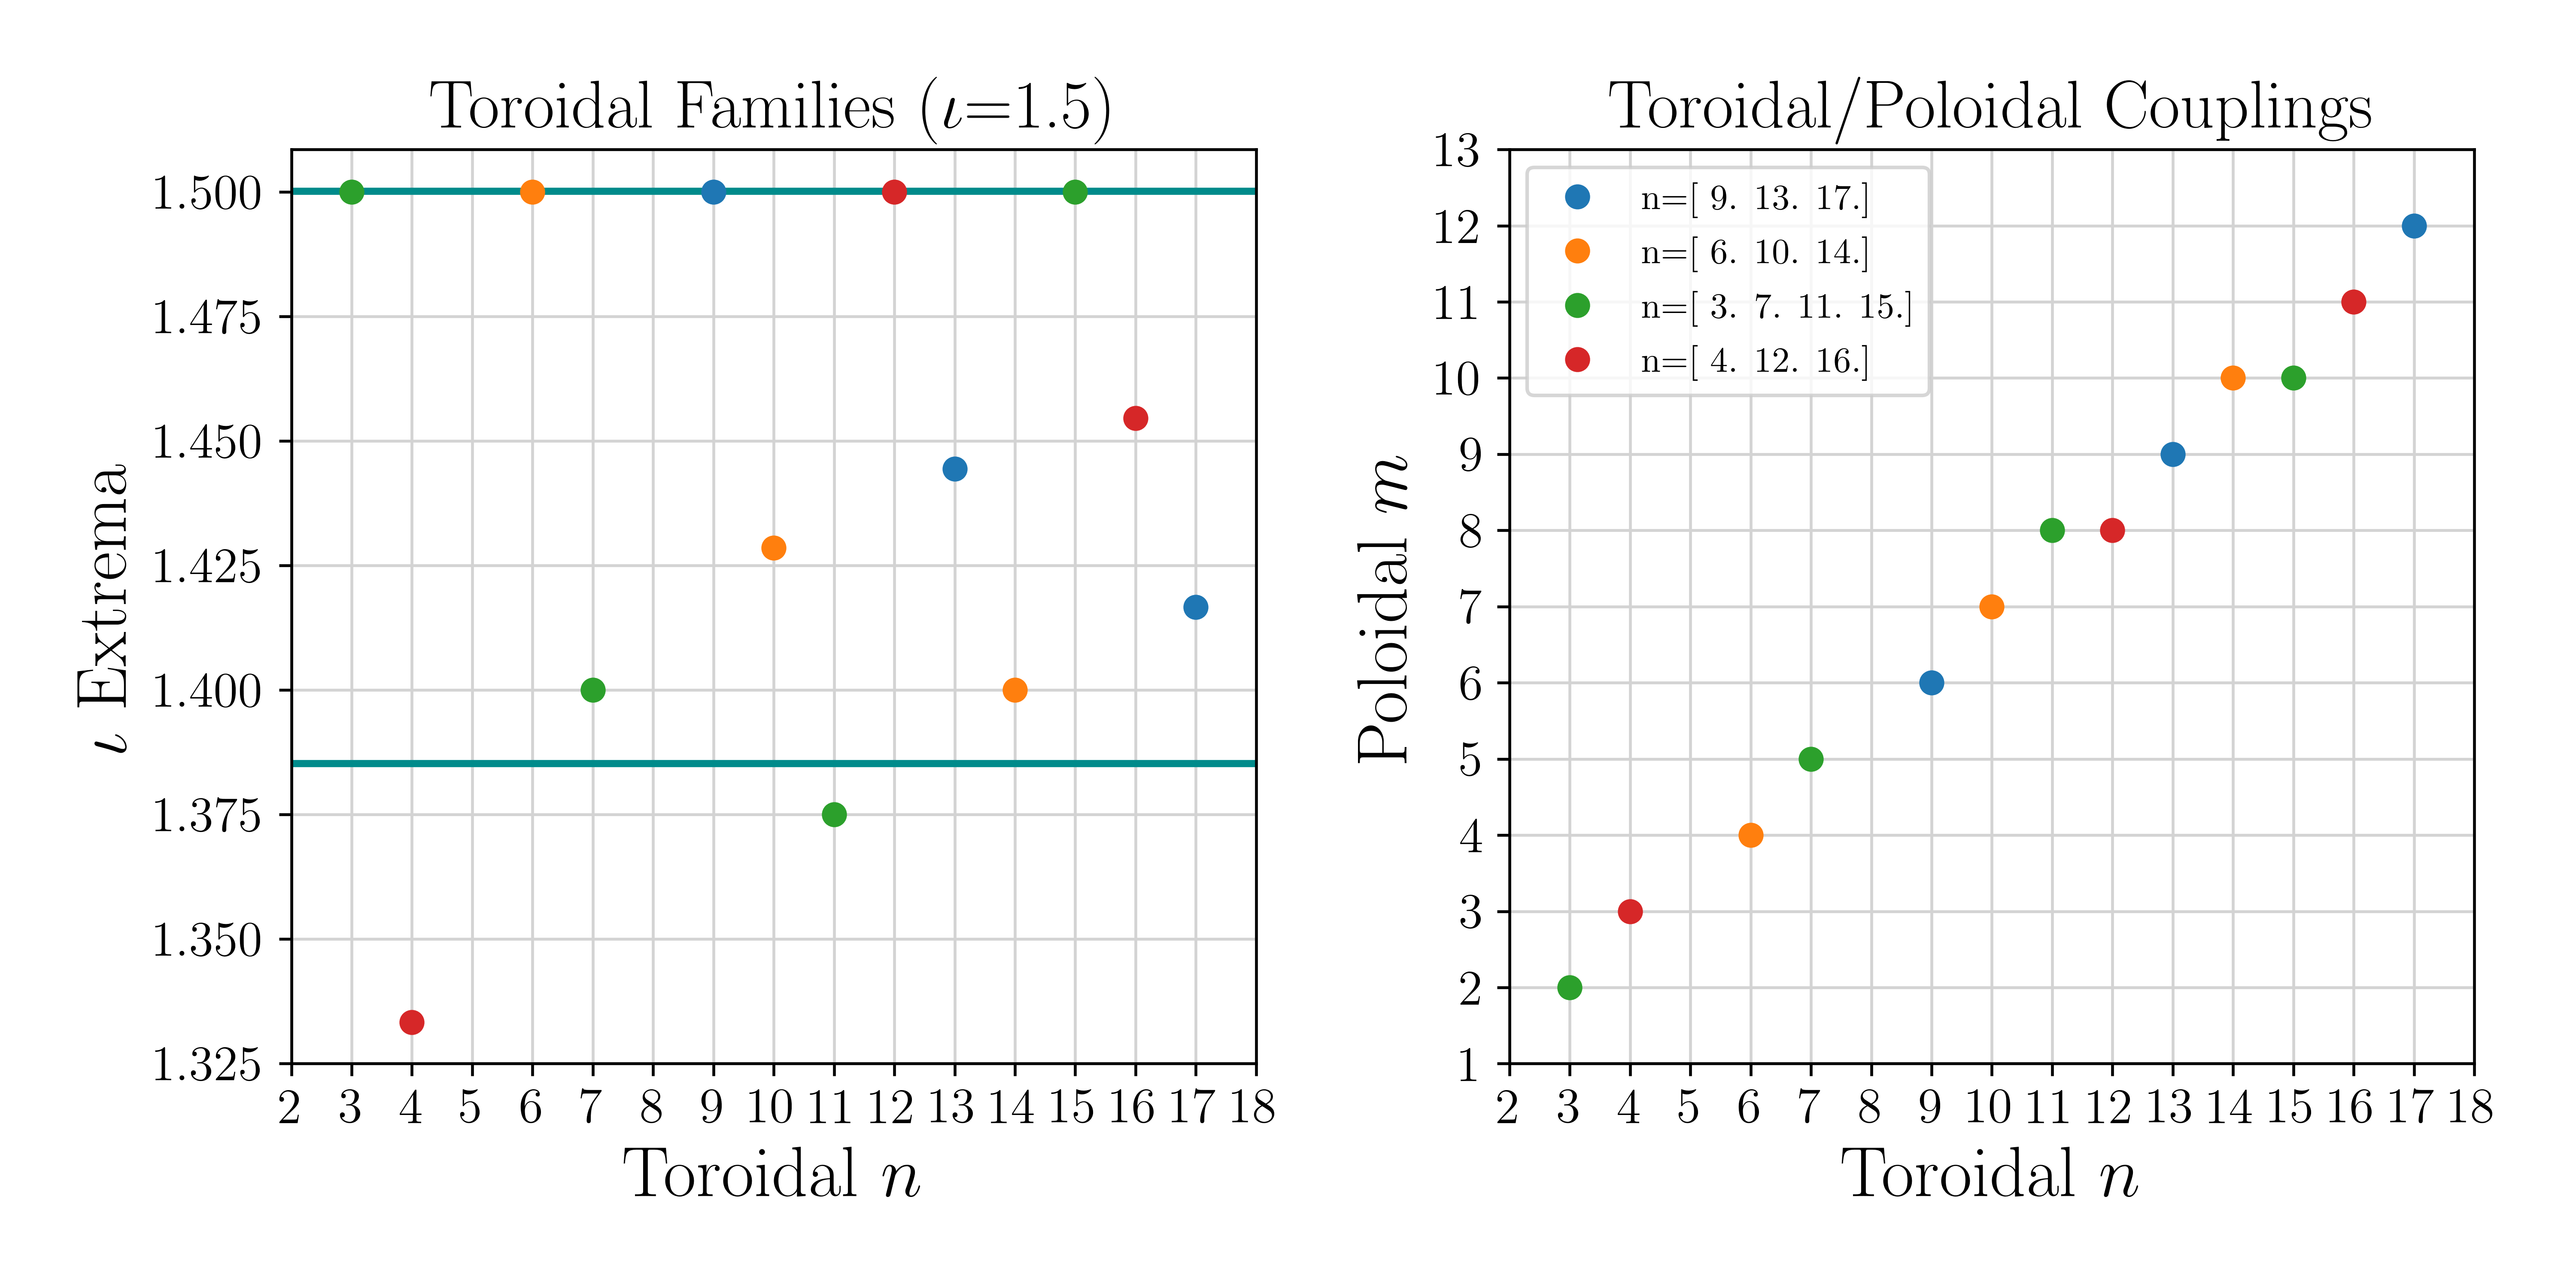 Toroidal Families (ι=1.5)
1.500
1.475
1.450
1.425
1.400
1.375
1.350
1.325
ι Extrema
2 3 4 5 6 7 8 9 10 11 12 13 14 15 16 17 18
Toroidal n
Toroidal/Poloidal Couplings
13
12
11
10
9
8
7
6
5
4
3
2
1
Poloidal m
n=[ 9. 13. 17.]
n=[ 6. 10. 14.]
n=[ 3. 7. 11. 15.]
n=[ 4. 12. 16.]
2 3 4 5 6 7 8 9 10 11 12 13 14 15 16 17 18
Toroidal n